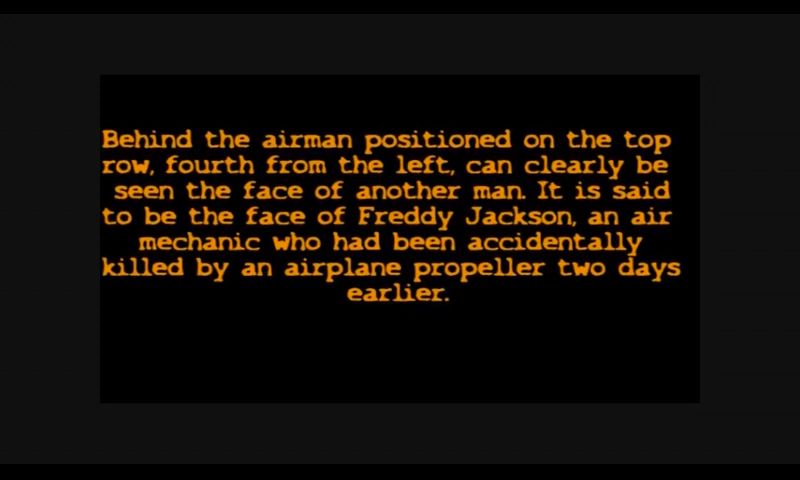 Behind the airman positioned on the top
row, fourth from the left, can clearly be
seen the face of another man. It is said
to be the face of Freddy Jackson, an air
mechanic who had been accidentally
killed by an airplane propeller two days
earlier.